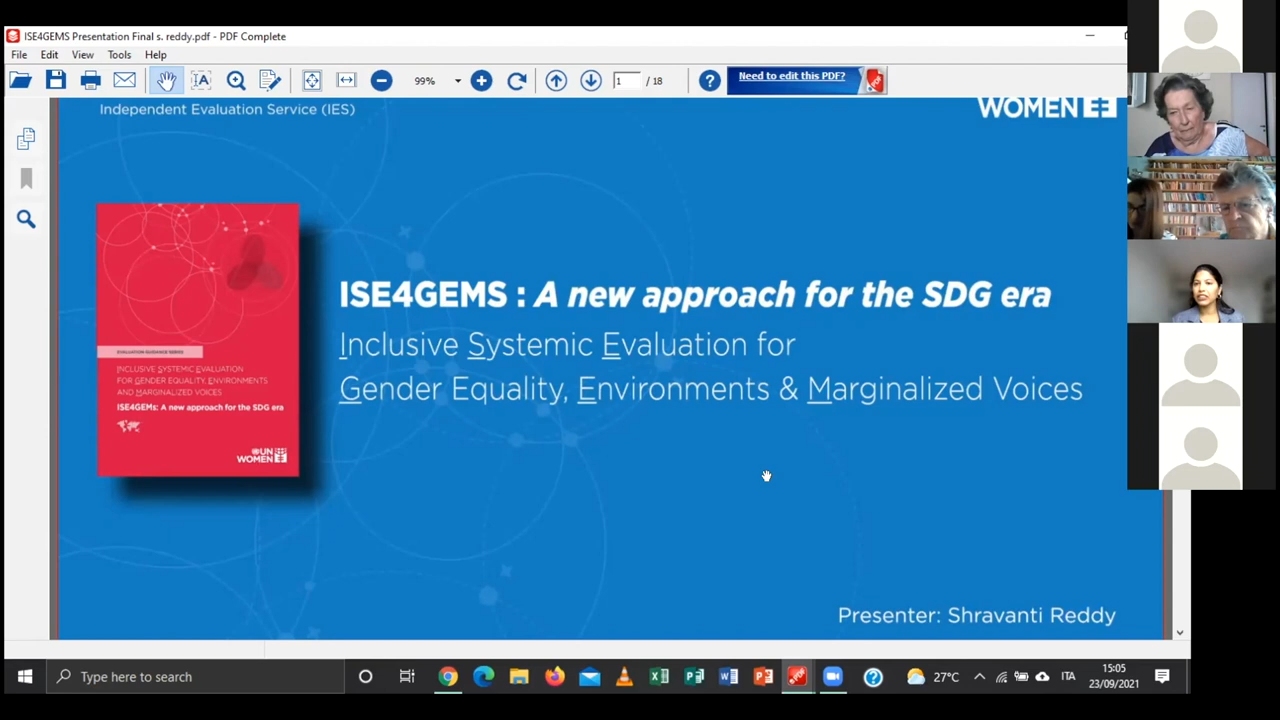 ISE4GEMS Presentation Final s. reddy.pdf - PDF Complete
File Edit View Tools Help
99%
1 / 18
Need to edit this PDF?
Independent Evaluation Service (IES)
WOMEN
EVALUATION GUIDANCE SERIES
INCLUSIVE SYSTEMIC EVALUATION
FOR GENDER EQUALITY, ENVIRONMENTS
AND MARGINALIZED VOICES
ISE4GEMs: A new approach for the SDG era
UN
WOMEN
ISE4GEMS : A new approach for the SDG era
Inclusive Systemic Evaluation for
Gender Equality, Environments & Marginalized Voices
Presenter: Shravanti Reddy
Type here to search
27°C
ITA
15:05
23/09/2021